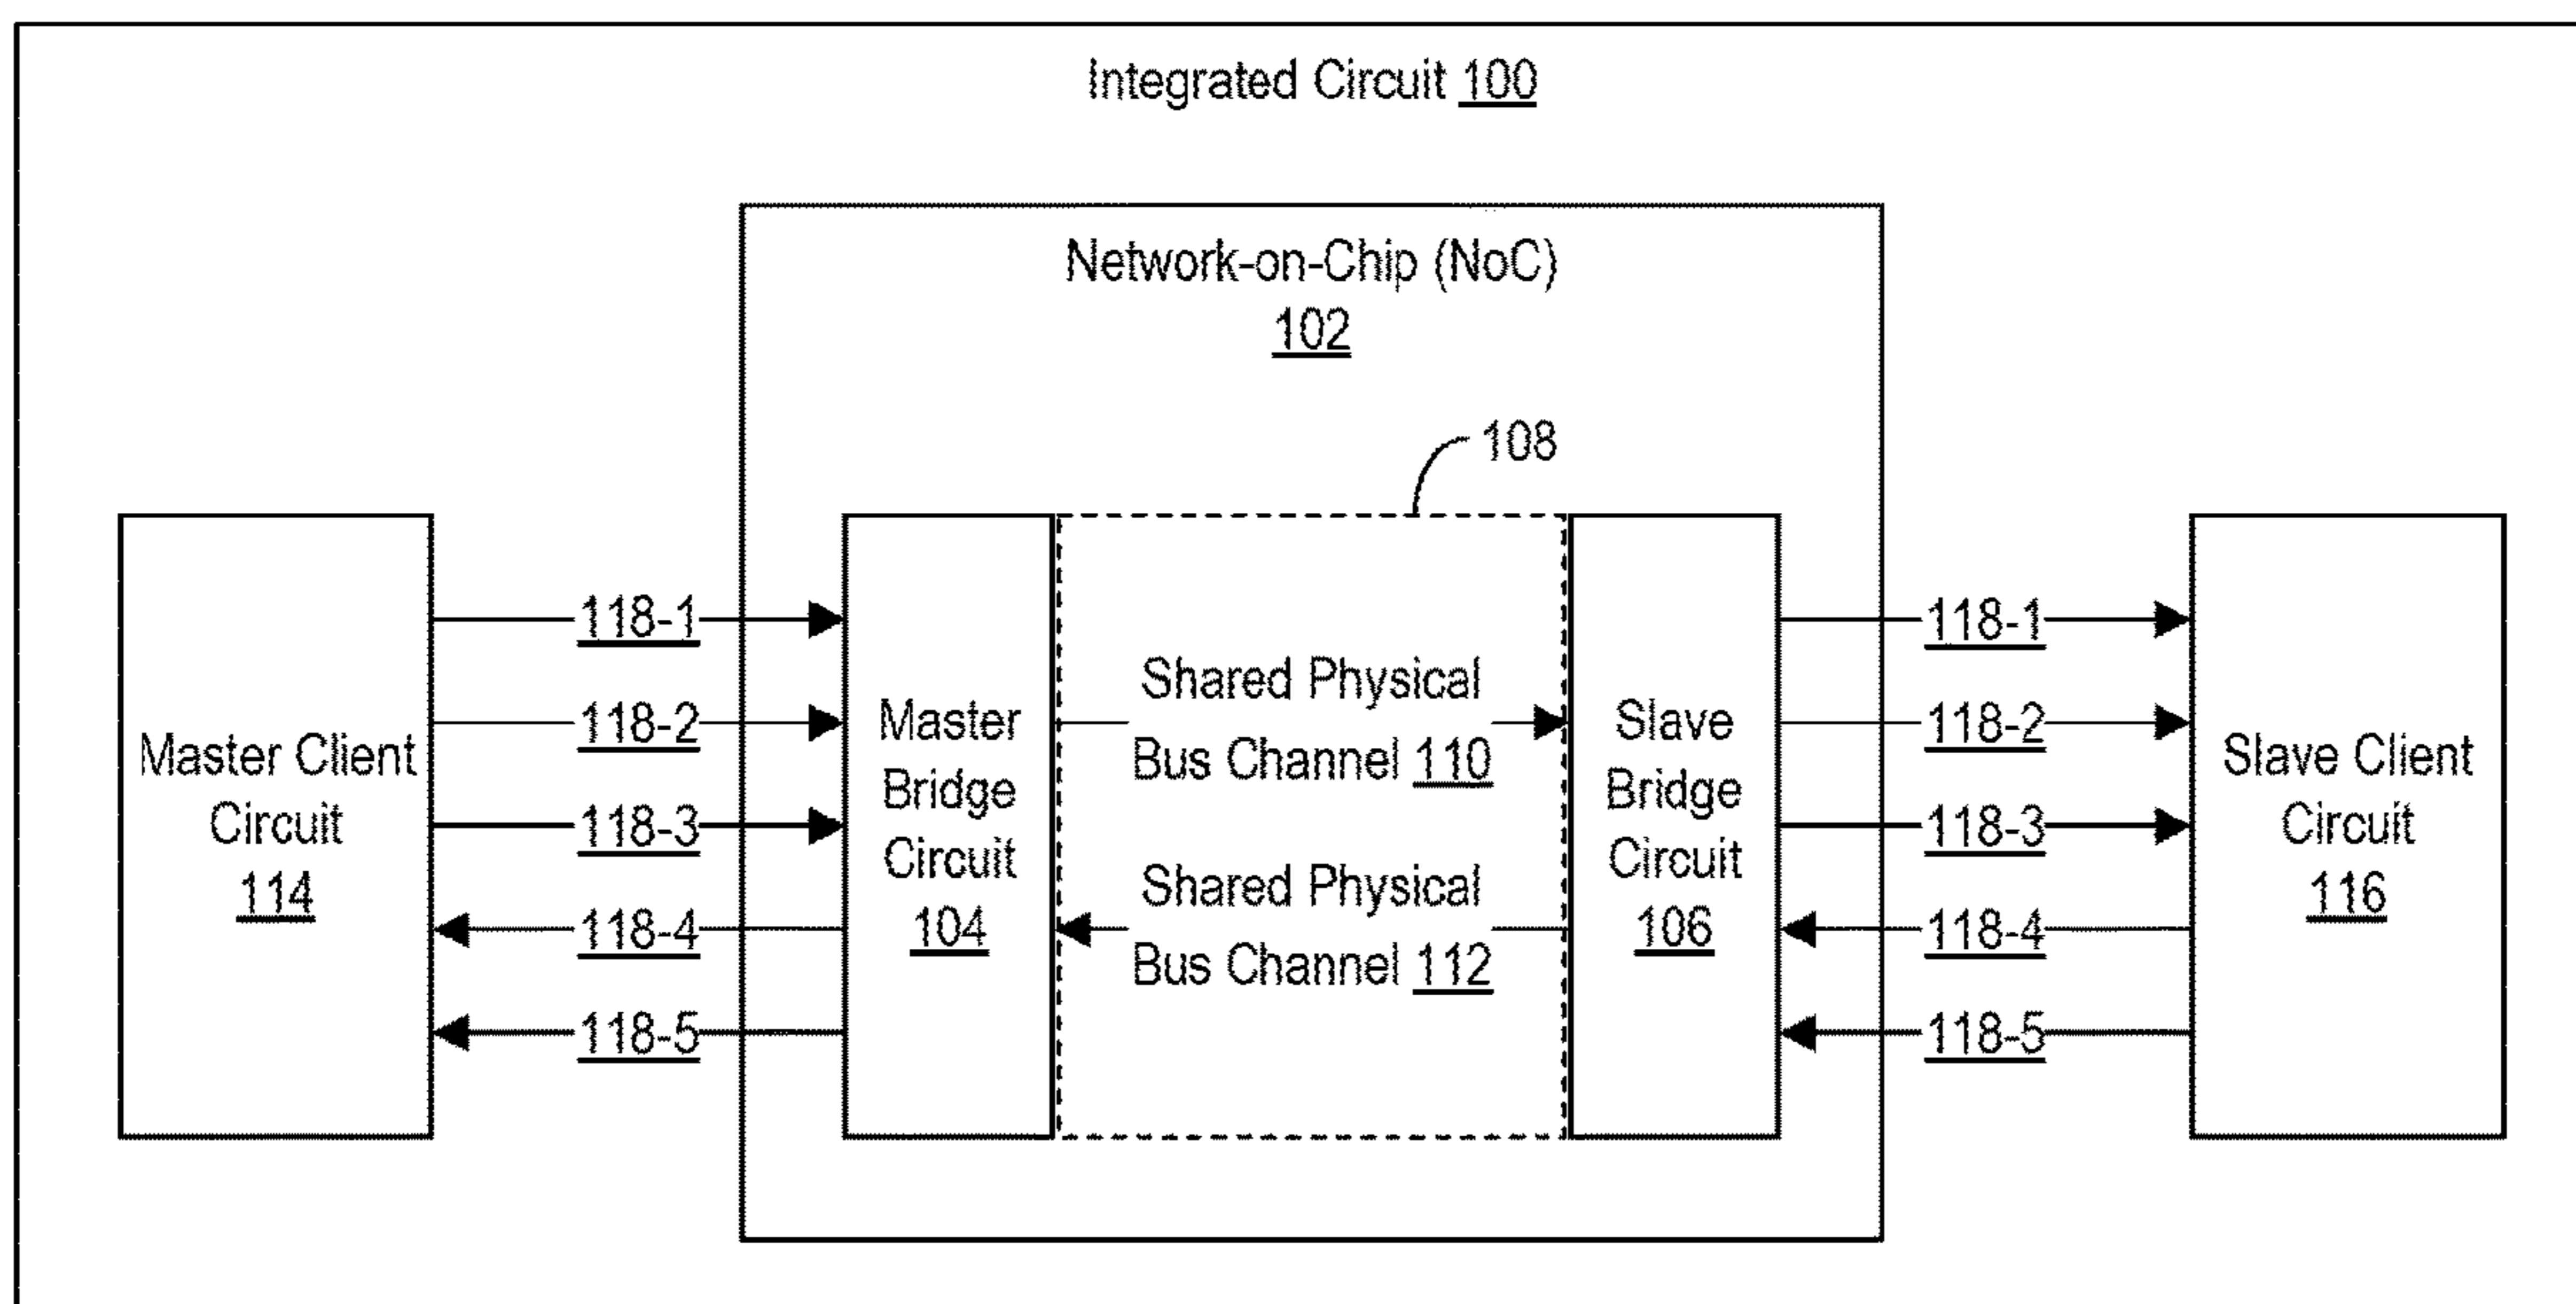 Integrated Circuit 100
Network-on-Chip (NoC)
102
108
Master Client
Circuit
114
118-1
118-2
118-3
118-4
118-5
Master
Bridge
Circuit
104
Shared Physical
Bus Channel 110
Shared Physical
Bus Channel 112
Slave
Bridge
Circuit
106
118-1
118-2
118-3
118-4
118-5
Slave Client
Circuit
116